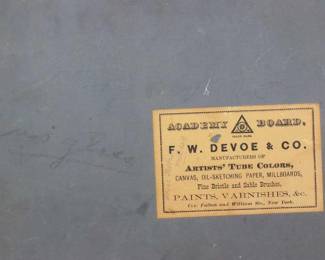 ACADEMY BOARD.
TRADE MARK
F. W. DEVOE & CO.
MANUFACTURERS OF
ARTISTS' TUBE COLORS,
CANVAS, OIL-SKETCHING PAPER, MILLBOARDS,
Fine Bristle and Sable Brushes,
PAINTS, VARNISHES, &c.
Cor. Fulton and William Sts., New York.